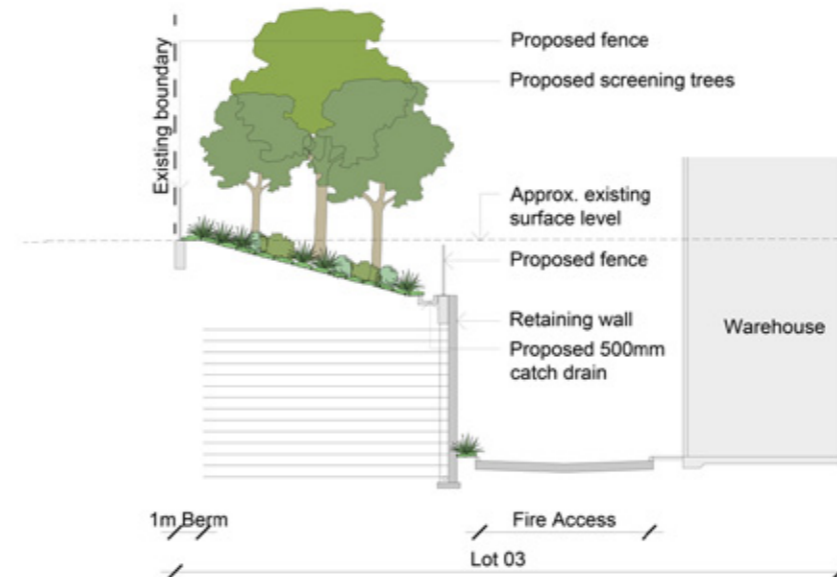 Existing boundary
Proposed fence
Proposed screening trees
Approx. existing
surface level
Proposed fence
Retaining wall
Warehouse
Proposed 500mm
catch drain
1m Berm
Fire Access
Lot 03